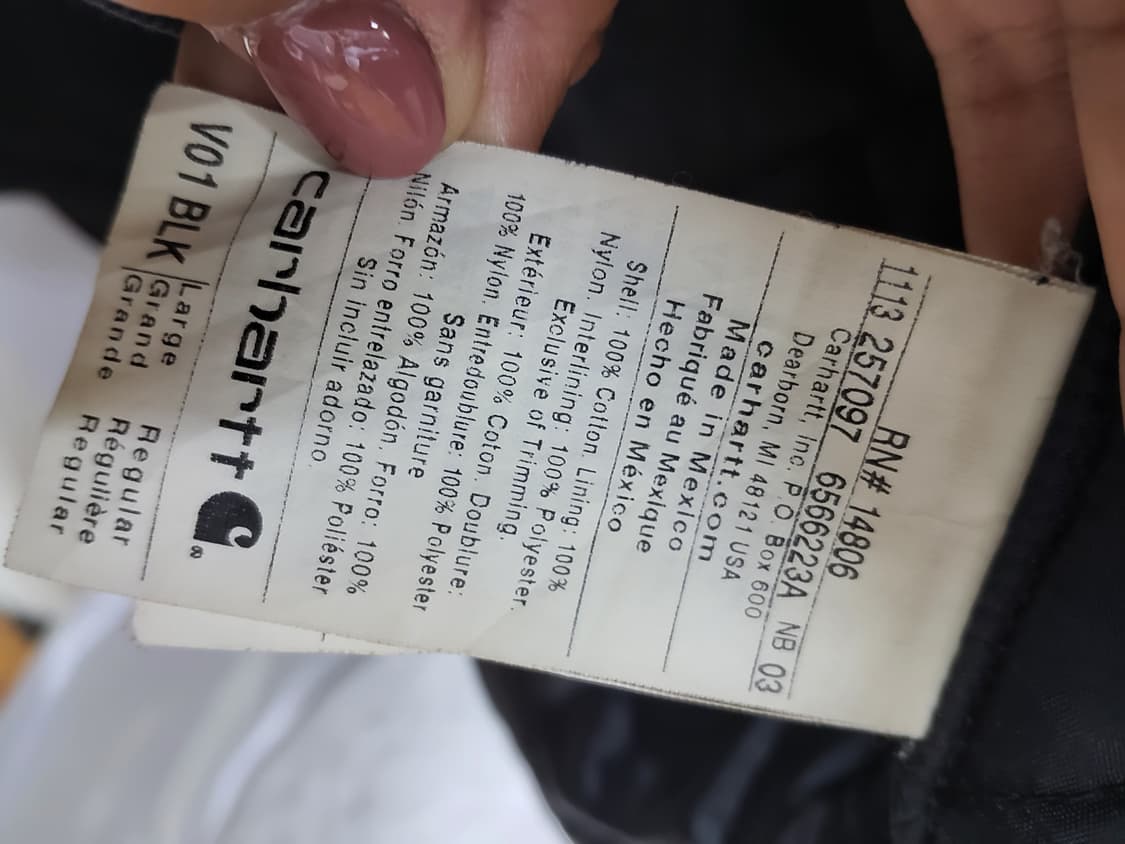 RN# 14806
1113 257097 6566223A NB 03
Carhartt, Inc. P.O. Box 600
Dearborn, MI 48121 USA
carhartt.com
Made in Mexico
Fabriqué au Mexique
Hecho en México
Shell: 100% Cotton. Lining: 100%
Nylon. Interlining: 100% Polyester.
Exclusive of Trimming.
Extérieur: 100% Coton. Doublure:
100% Nylon. Entredoublure: 100% Polyester
Sans garniture
Armazón: 100% Algodón. Forro: 100%
Nilón. Forro entrelazado: 100% Poliéster
Sin incluir adorno.
carhartt
V01 BLK
Large Regular
Grand Régulière
Grande Regular